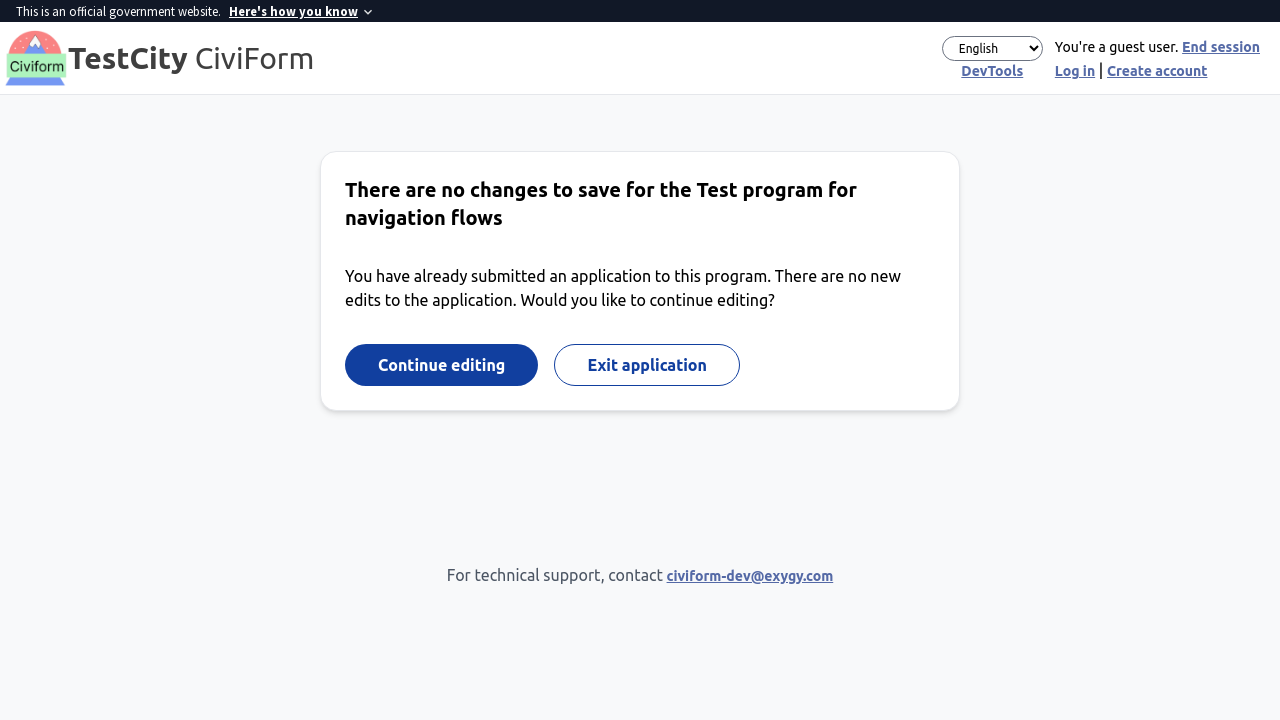 This is an official government website. Here's how you know
Civiform
TestCity CiviForm
English
You're a guest user. End session
DevTools
Log in | Create account
There are no changes to save for the Test program for
navigation flows
You have already submitted an application to this program. There are no new
edits to the application. Would you like to continue editing?
Continue editing
Exit application
For technical support, contact civiform-dev@exygy.com